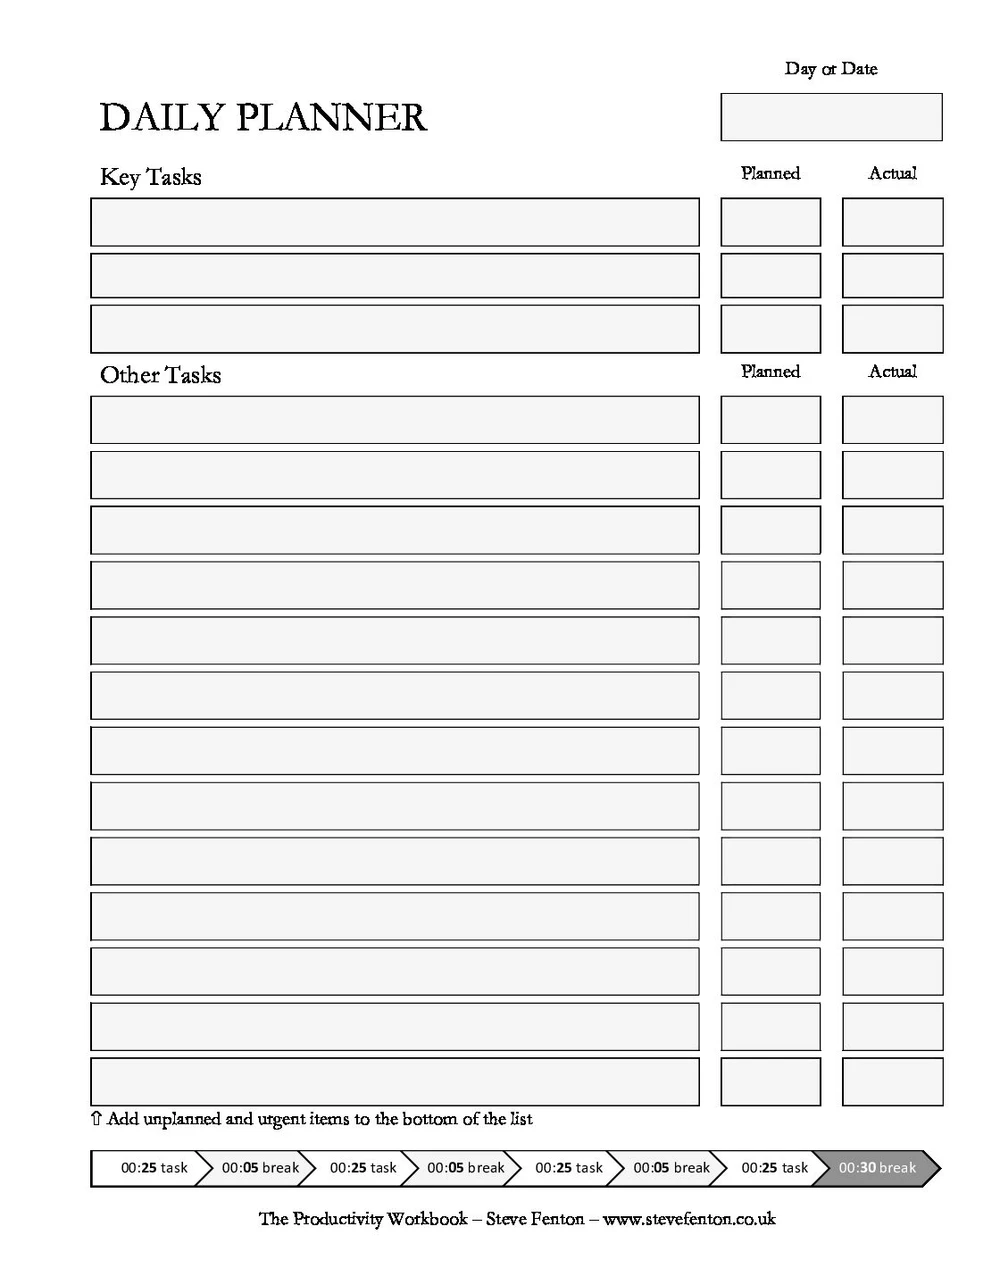 Day or Date
DAILY PLANNER
Key Tasks Planned Actual
Other Tasks Planned Actual
⇧ Add unplanned and urgent items to the bottom of the list
00:25 task 00:05 break 00:25 task 00:05 break 00:25 task 00:05 break 00:25 task 00:30 break
The Productivity Workbook – Steve Fenton – www.stevefenton.co.uk